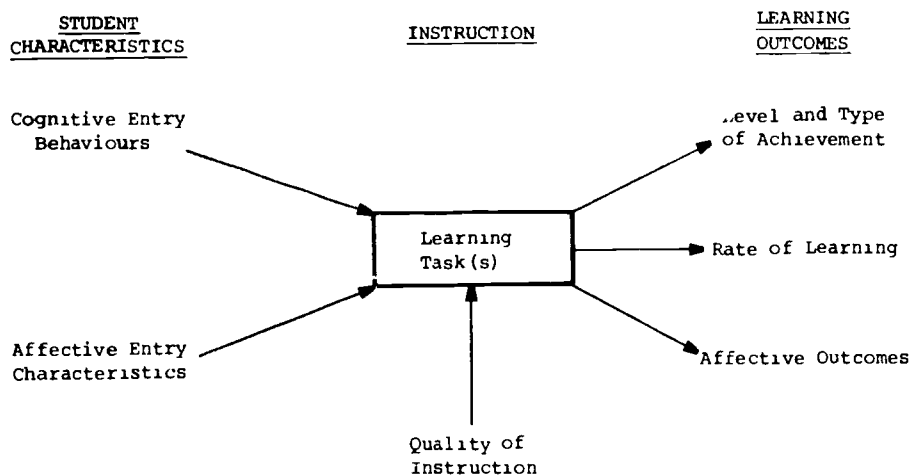 STUDENT
CHARACTERISTICS
INSTRUCTION
LEARNING
OUTCOMES
Cognitive Entry
Behaviours
Level and Type
of Achievement
Learning
Task(s)
Rate of Learning
Affective Entry
Characteristics
Affective Outcomes
Quality of
Instruction